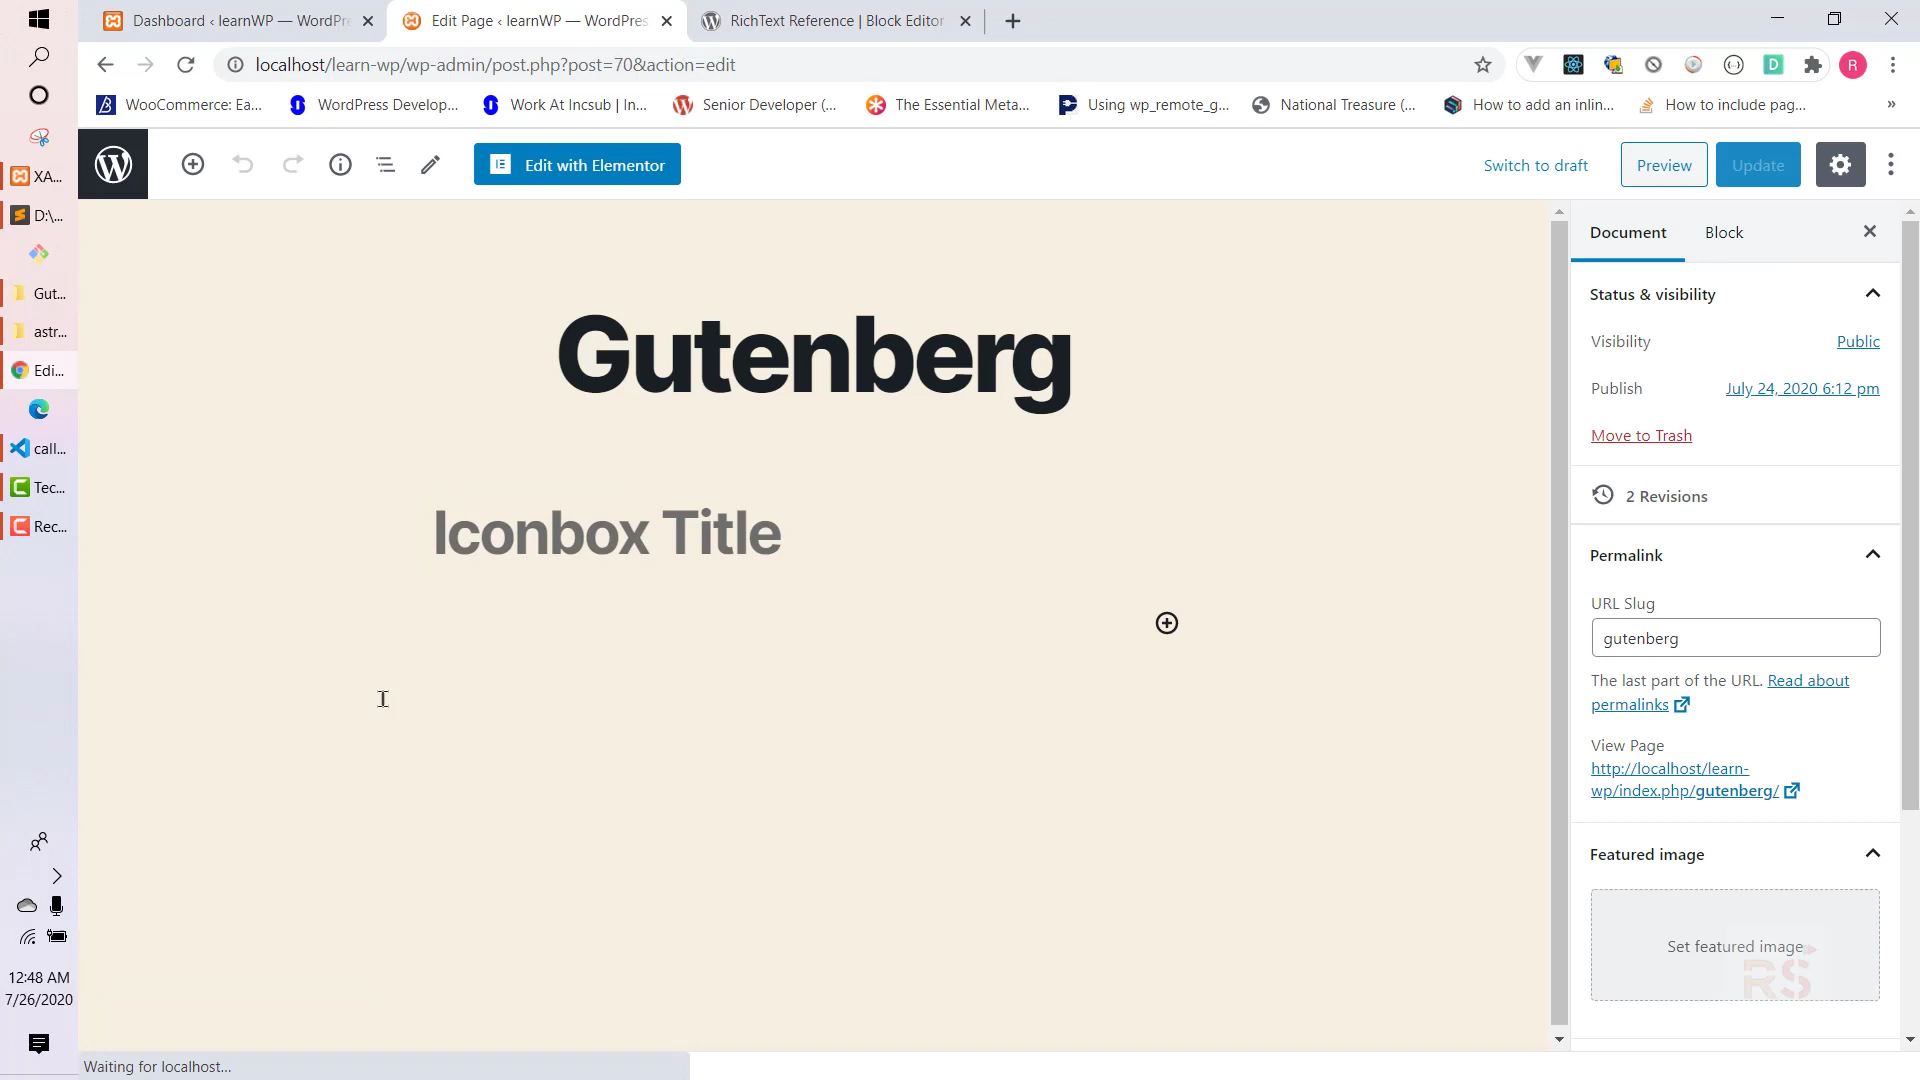 Dashboard ‹ learnWP — WordPre
Edit Page ‹ learnWP — WordPres
RichText Reference | Block Editor
localhost/learn-wp/wp-admin/post.php?post=70&action=edit
R
WooCommerce: Ea...
WordPress Develop...
Work At Incsub | In...
Senior Developer (...
The Essential Meta...
Using wp_remote_g...
National Treasure (...
How to add an inlin...
How to include pag...
»
XA...
D:\...
Gut...
astr...
Edi...
call...
Tec...
Rec...
12:48 AM
7/26/2020
Edit with Elementor
Switch to draft
Preview
Update
Gutenberg
Iconbox Title
Document
Block
Status & visibility
Visibility
Public
Publish
July 24, 2020 6:12 pm
Move to Trash
2 Revisions
Permalink
URL Slug
gutenberg
The last part of the URL. Read about
permalinks
View Page
http://localhost/learn-
wp/index.php/gutenberg/
Featured image
Set featured image
RS
Waiting for localhost...